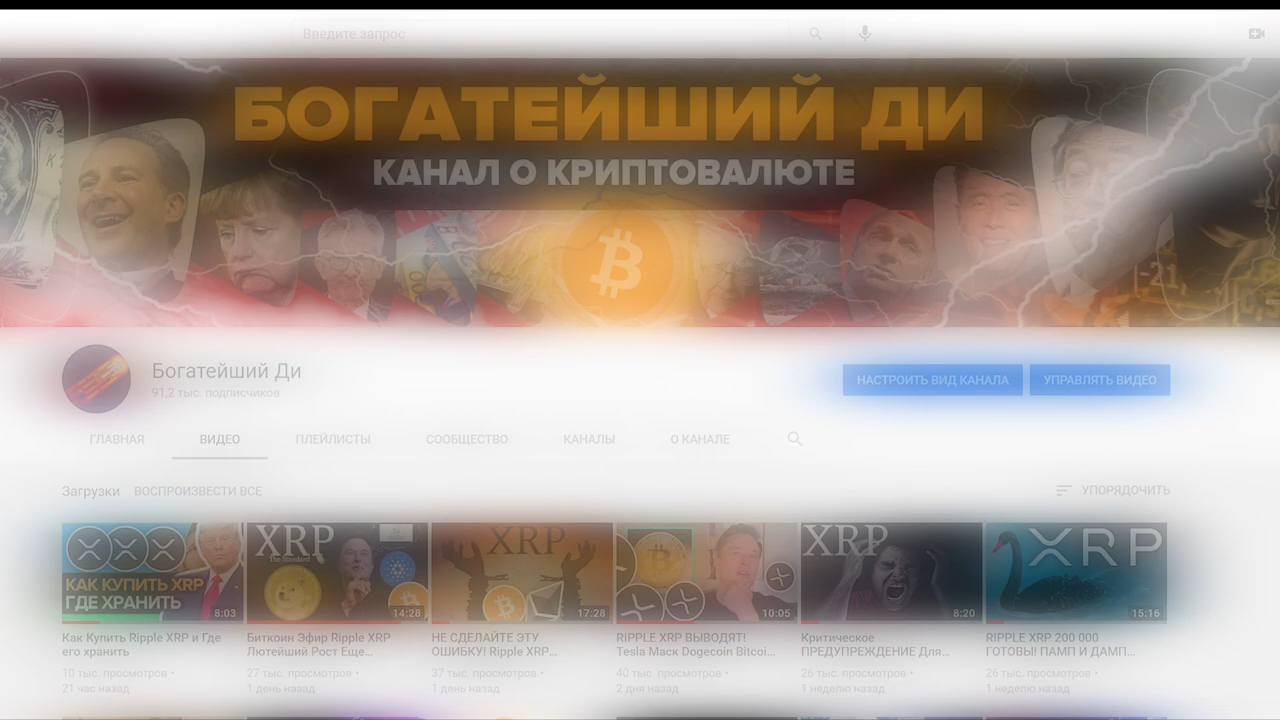 Введите запрос
БОГАТЕЙШИЙ ДИ
КАНАЛ О КРИПТОВАЛЮТЕ
-21
Богатейший Ди
91,2 тыс. подписчиков
НАСТРОИТЬ ВИД КАНАЛА
УПРАВЛЯТЬ ВИДЕО
ГЛАВНАЯ ВИДЕО ПЛЕЙЛИСТЫ СООБЩЕСТВО КАНАЛЫ О КАНАЛЕ
Загрузки ВОСПРОИЗВЕСТИ ВСЕ
УПОРЯДОЧИТЬ
КАК КУПИТЬ XRP
ГДЕ ХРАНИТЬ
8:03
Как Купить Ripple XRP и Где
его хранить
10 тыс. просмотров •
21 час назад
XRP
The Standard
14:28
Биткоин Эфир Ripple XRP
Лютейший Рост Еще...
27 тыс. просмотров •
1 день назад
XRP
17:28
НЕ СДЕЛАЙТЕ ЭТУ
ОШИБКУ! Ripple XRP...
37 тыс. просмотров •
1 день назад
10:05
RIPPLE XRP ВЫВОДЯТ!
Tesla Маск Dogecoin Bitcoi...
40 тыс. просмотров •
2 дня назад
XRP
8:20
Критическое
ПРЕДУПРЕЖДЕНИЕ Для...
26 тыс. просмотров •
1 неделю назад
XRP
15:16
RIPPLE XRP 200 000
ГОТОВЫ! ПАМП И ДАМП...
26 тыс. просмотров •
1 неделю назад